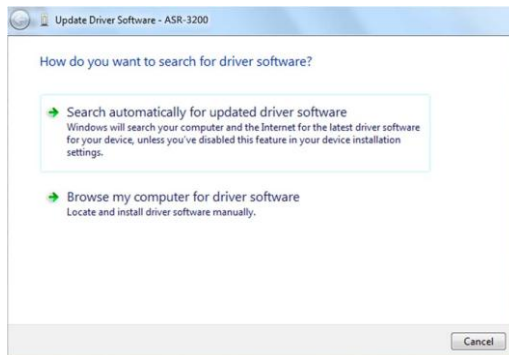 Update Driver Software - ASR-3200
How do you want to search for driver software?
Search automatically for updated driver software
Windows will search your computer and the Internet for the latest driver software
for your device, unless you've disabled this feature in your device installation
settings.
Browse my computer for driver software
Locate and install driver software manually.
Cancel